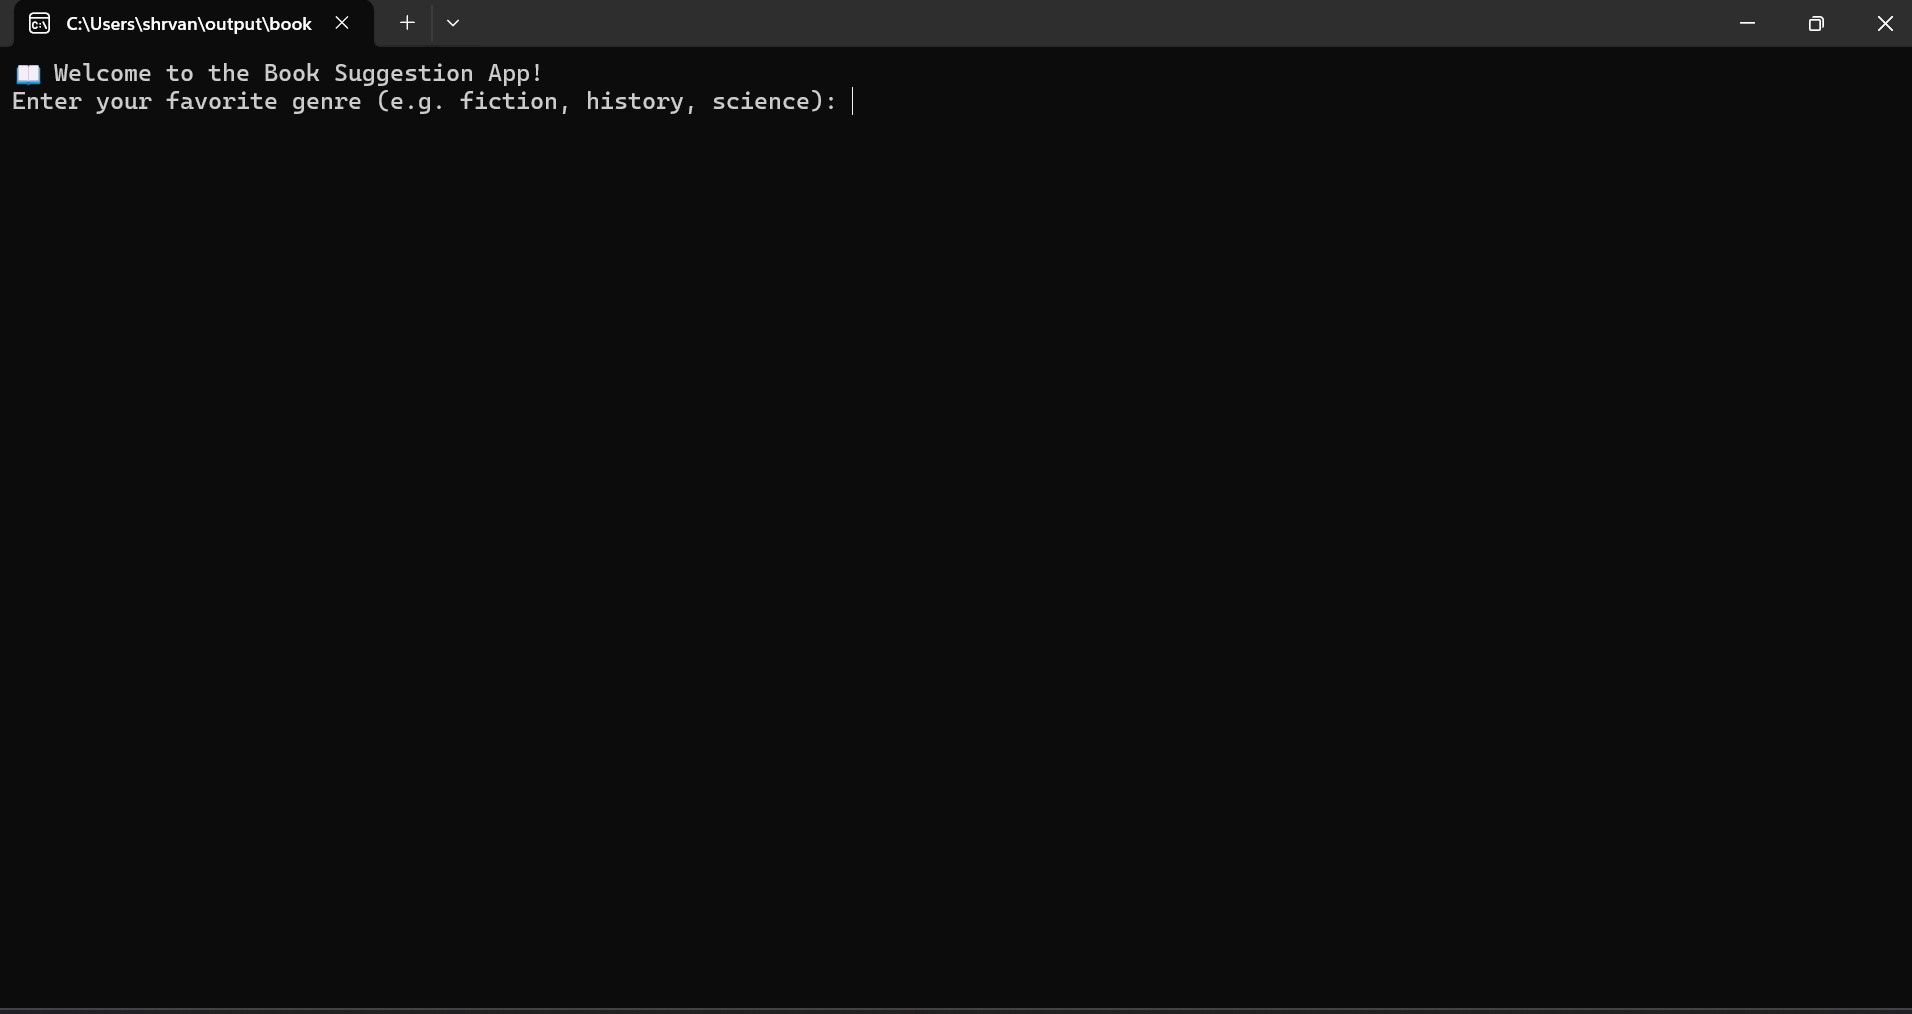 C:\Users\shrvan\output\book
📖 Welcome to the Book Suggestion App!
Enter your favorite genre (e.g. fiction, history, science):